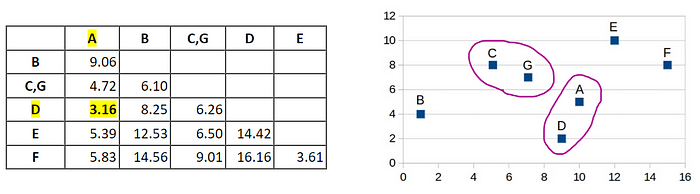 A B C,G D E
B 9.06
C,G 4.72 6.10
D 3.16 8.25 6.26
E 5.39 12.53 6.50 14.42
F 5.83 14.56 9.01 16.16 3.61
12
E
10
C F
8
G
6
A
B
4
D
2
0
0 2 4 6 8 10 12 14 16